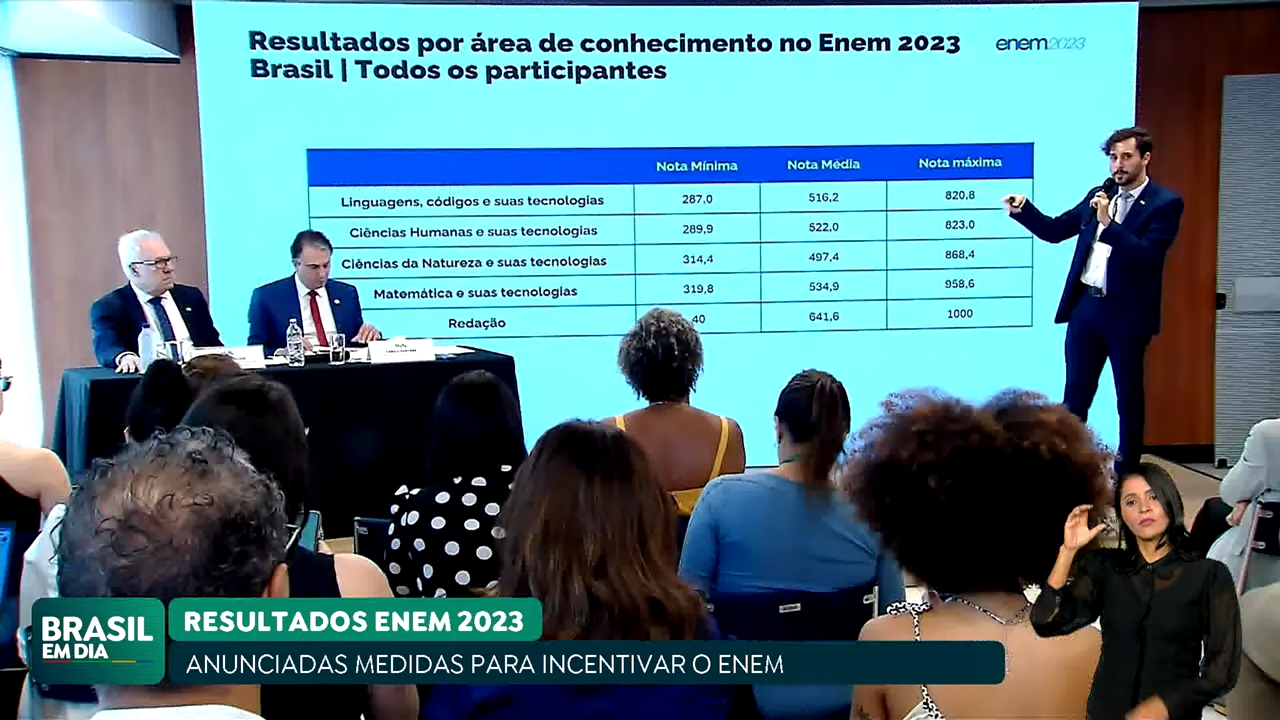 Resultados por área de conhecimento no Enem 2023
Brasil | Todos os participantes
enem2023
Nota Mínima Nota Média Nota máxima
Linguagens, códigos e suas tecnologias 287,0 516,2 820,8
Ciências Humanas e suas tecnologias 289,9 522,0 823,0
Ciências da Natureza e suas tecnologias 314,4 497,4 868,4
Matemática e suas tecnologias 319,8 534,9 958,6
Redação 40 641,6 1000
BRASIL
EM DIA
RESULTADOS ENEM 2023
ANUNCIADAS MEDIDAS PARA INCENTIVAR O ENEM